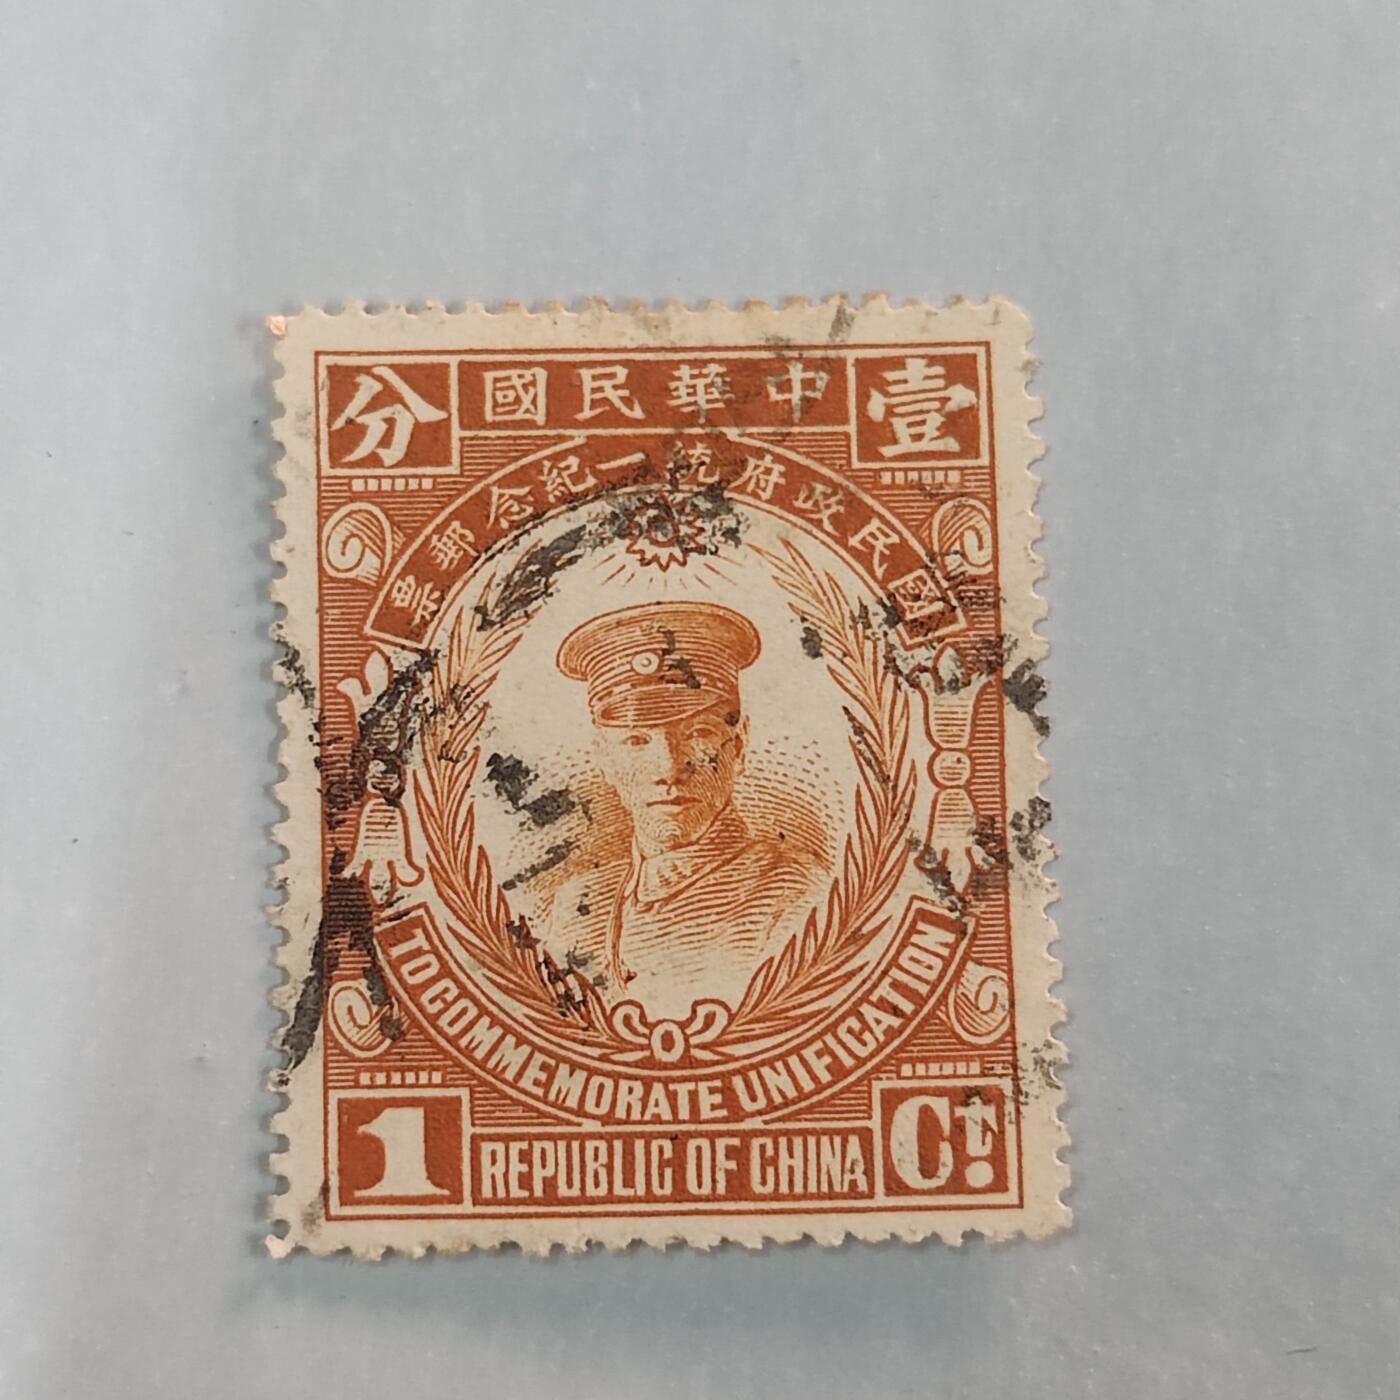 壹 中華民國 分
國民政府統一紀念郵票
TO COMMEMORATE UNIFICATION
1 REPUBLIC OF CHINA Ct.